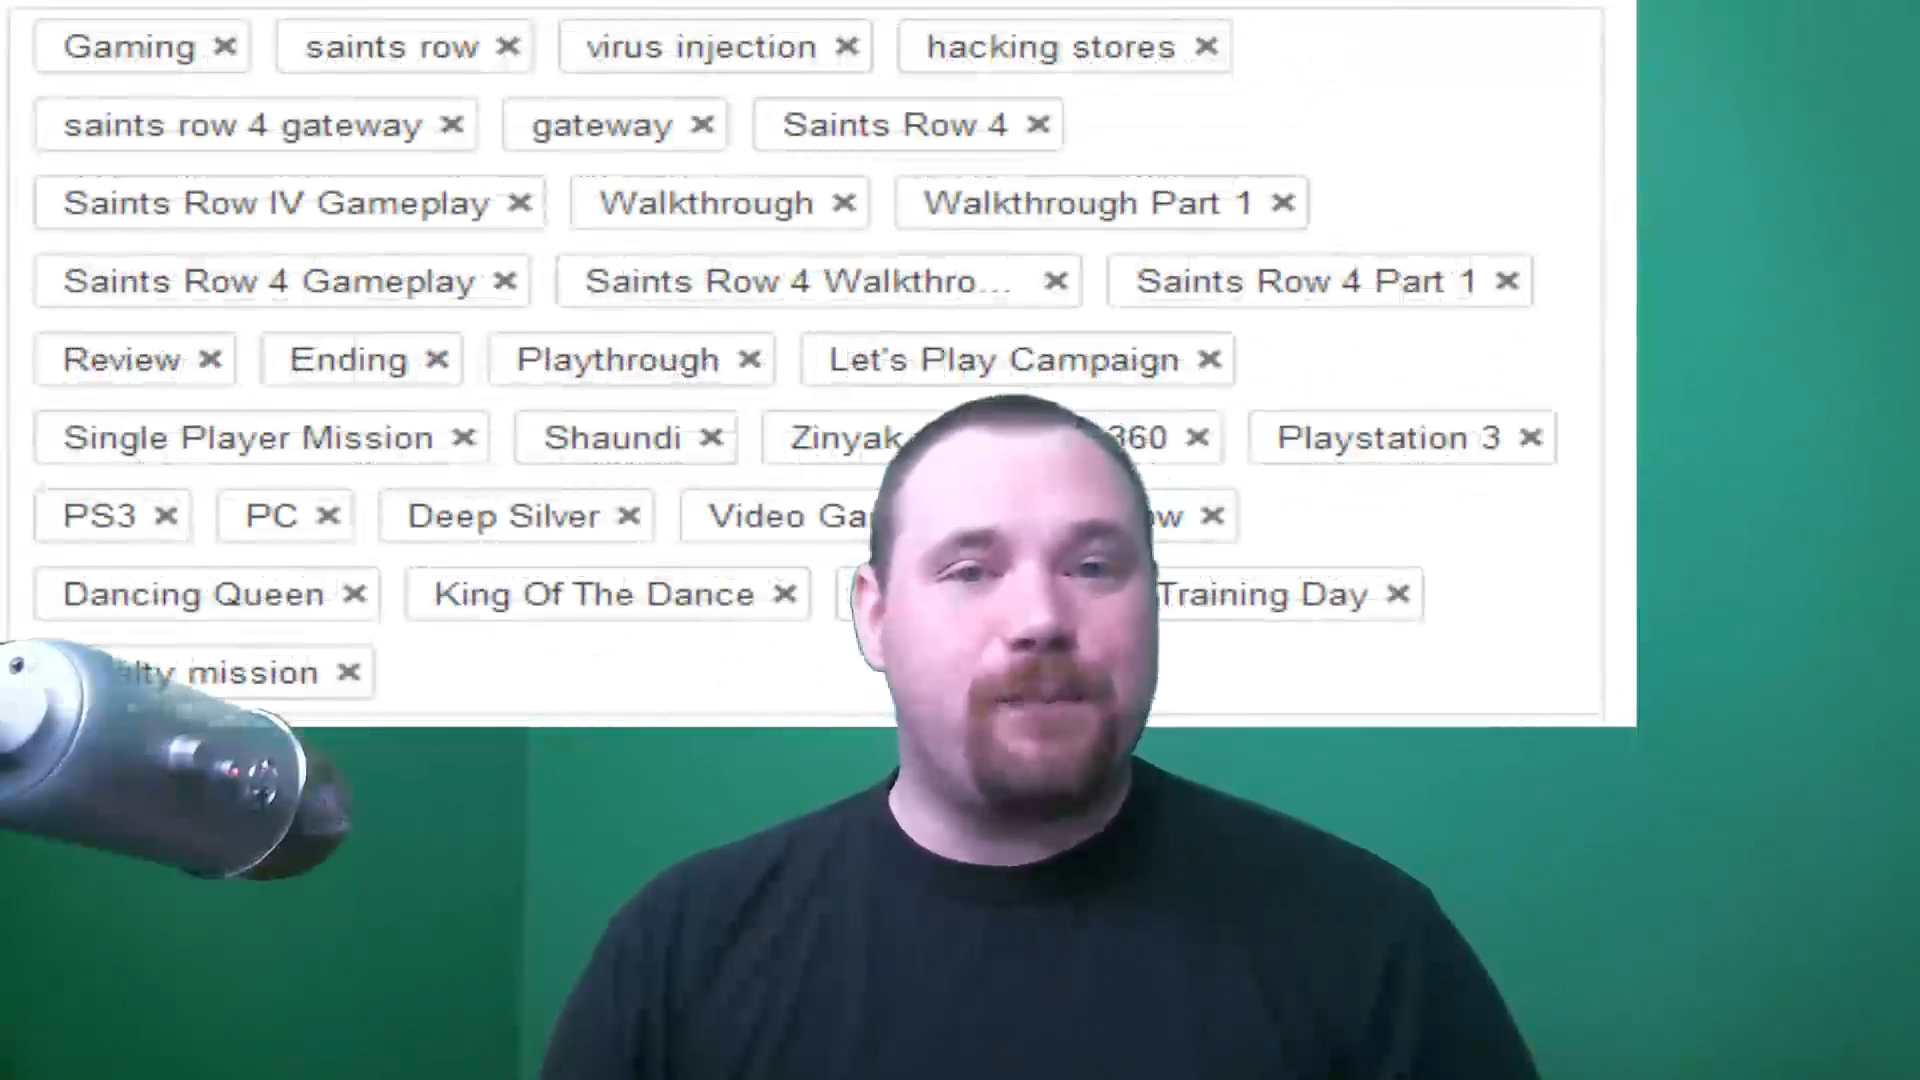 Gaming × saints row × virus injection × hacking stores ×
saints row 4 gateway × gateway × Saints Row 4 ×
Saints Row IV Gameplay × Walkthrough × Walkthrough Part 1 ×
Saints Row 4 Gameplay × Saints Row 4 Walkthro... × Saints Row 4 Part 1 ×
Review × Ending × Playthrough × Let's Play Campaign ×
Single Player Mission × Shaundi × Zinyak 360 × Playstation 3 ×
PS3 × PC × Deep Silver × Video ×
Dancing Queen × King Of The Dance × Training Day ×
mission ×